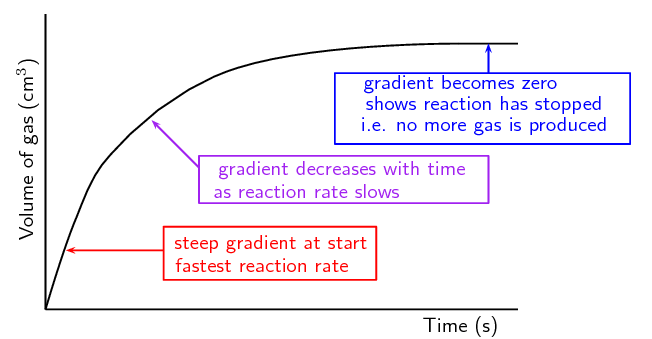 Volume of gas (cm³)
gradient becomes zero
shows reaction has stopped
i.e. no more gas is produced
gradient decreases with time
as reaction rate slows
steep gradient at start
fastest reaction rate
Time (s)